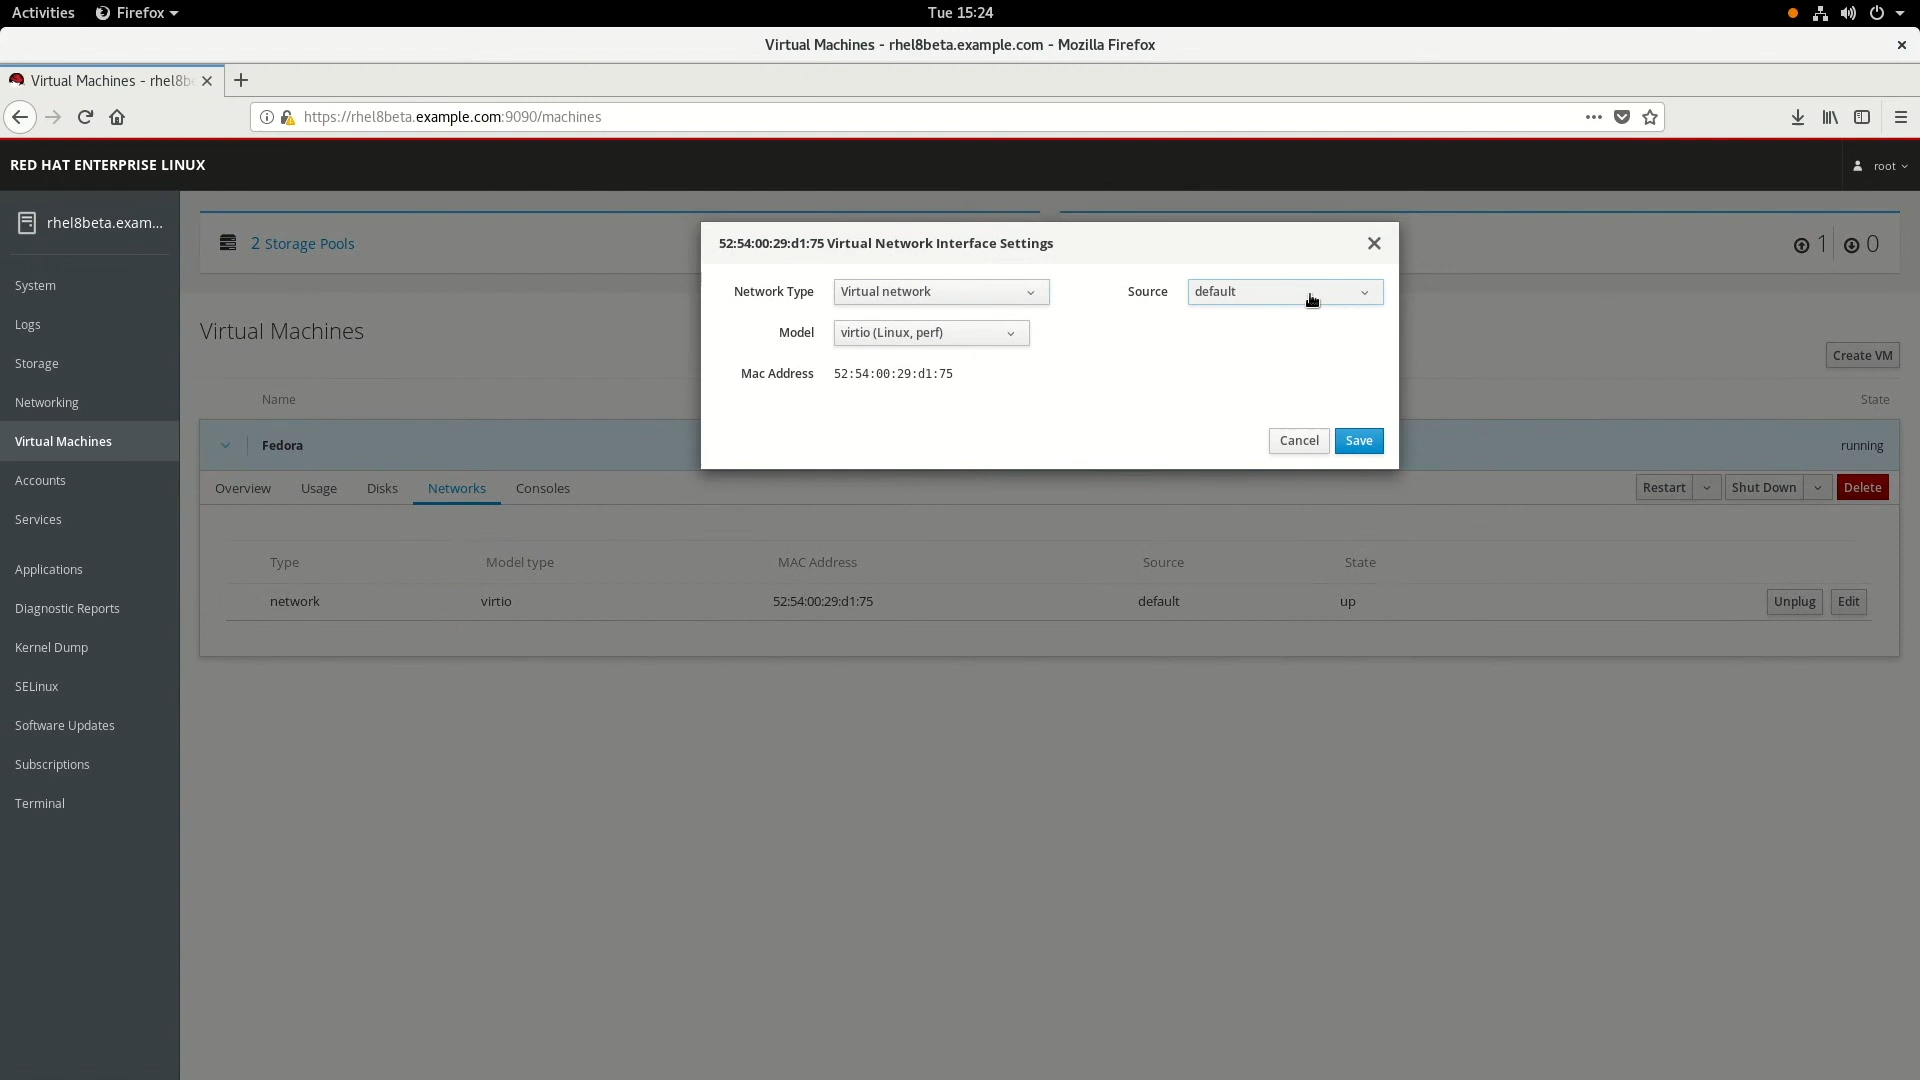 Activities Firefox Tue 15:24
Virtual Machines - rhel8beta.example.com - Mozilla Firefox
Virtual Machines - rhel8be
https://rhel8beta.example.com:9090/machines
RED HAT ENTERPRISE LINUX root
rhel8beta.exam...
System
Logs
Storage
Networking
Virtual Machines
Accounts
Services
Applications
Diagnostic Reports
Kernel Dump
SELinux
Software Updates
Subscriptions
Terminal
2 Storage Pools 1 0
Virtual Machines
Create VM
Name State
Fedora running
Overview Usage Disks Networks Consoles Restart Shut Down Delete
Type Model type MAC Address Source State
network virtio 52:54:00:29:d1:75 default up Unplug Edit
52:54:00:29:d1:75 Virtual Network Interface Settings
Network Type Virtual network Source default
Model virtio (Linux, perf)
Mac Address 52:54:00:29:d1:75
Cancel Save